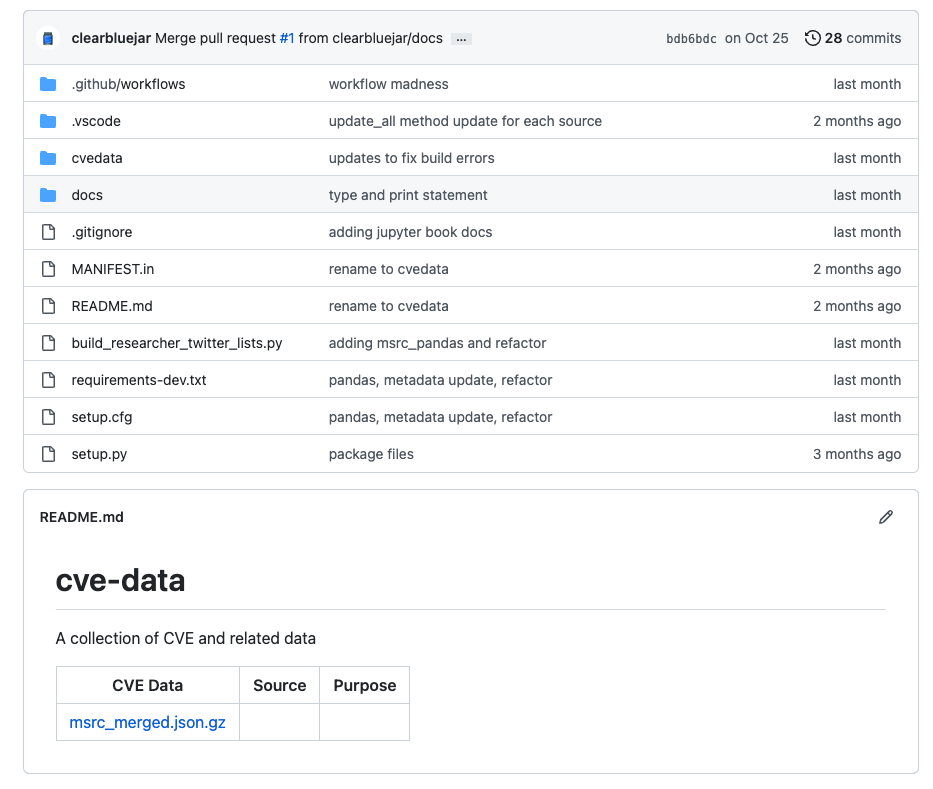 clearbluejar Merge pull request #1 from clearbluejar/docs ... bdb6bdc on Oct 25 28 commits
.github/workflows workflow madness last month
.vscode update_all method update for each source 2 months ago
cvedata updates to fix build errors last month
docs type and print statement last month
.gitignore adding jupyter book docs last month
MANIFEST.in rename to cvedata 2 months ago
README.md rename to cvedata 2 months ago
build_researcher_twitter_lists.py adding msrc_pandas and refactor last month
requirements-dev.txt pandas, metadata update, refactor last month
setup.cfg pandas, metadata update, refactor last month
setup.py package files 3 months ago
README.md
cve-data
A collection of CVE and related data
CVE Data Source Purpose
msrc_merged.json.gz